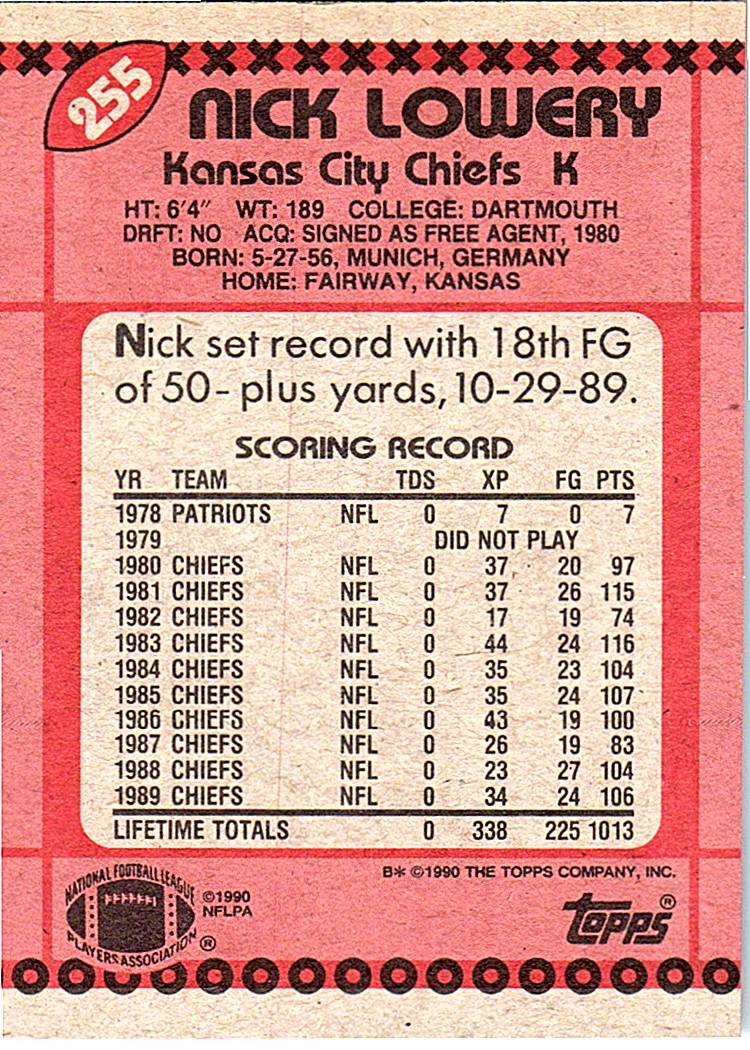 255
NICK LOWERY
Kansas City Chiefs K
HT: 6'4" WT: 189 COLLEGE: DARTMOUTH
DRFT: NO ACQ: SIGNED AS FREE AGENT, 1980
BORN: 5-27-56, MUNICH, GERMANY
HOME: FAIRWAY, KANSAS
Nick set record with 18th FG
of 50-plus yards, 10-29-89.
SCORING RECORD
YR TEAM TDS XP FG PTS
1978 PATRIOTS NFL 0 7 0 7
1979 DID NOT PLAY
1980 CHIEFS NFL 0 37 20 97
1981 CHIEFS NFL 0 37 26 115
1982 CHIEFS NFL 0 17 19 74
1983 CHIEFS NFL 0 44 24 116
1984 CHIEFS NFL 0 35 23 104
1985 CHIEFS NFL 0 35 24 107
1986 CHIEFS NFL 0 43 19 100
1987 CHIEFS NFL 0 26 19 83
1988 CHIEFS NFL 0 23 27 104
1989 CHIEFS NFL 0 34 24 106
LIFETIME TOTALS 0 338 225 1013
B* ©1990 THE TOPPS COMPANY, INC.
NATIONAL FOOTBALL LEAGUE
PLAYERS ASSOCIATION ®
©1990
NFLPA
topps ®